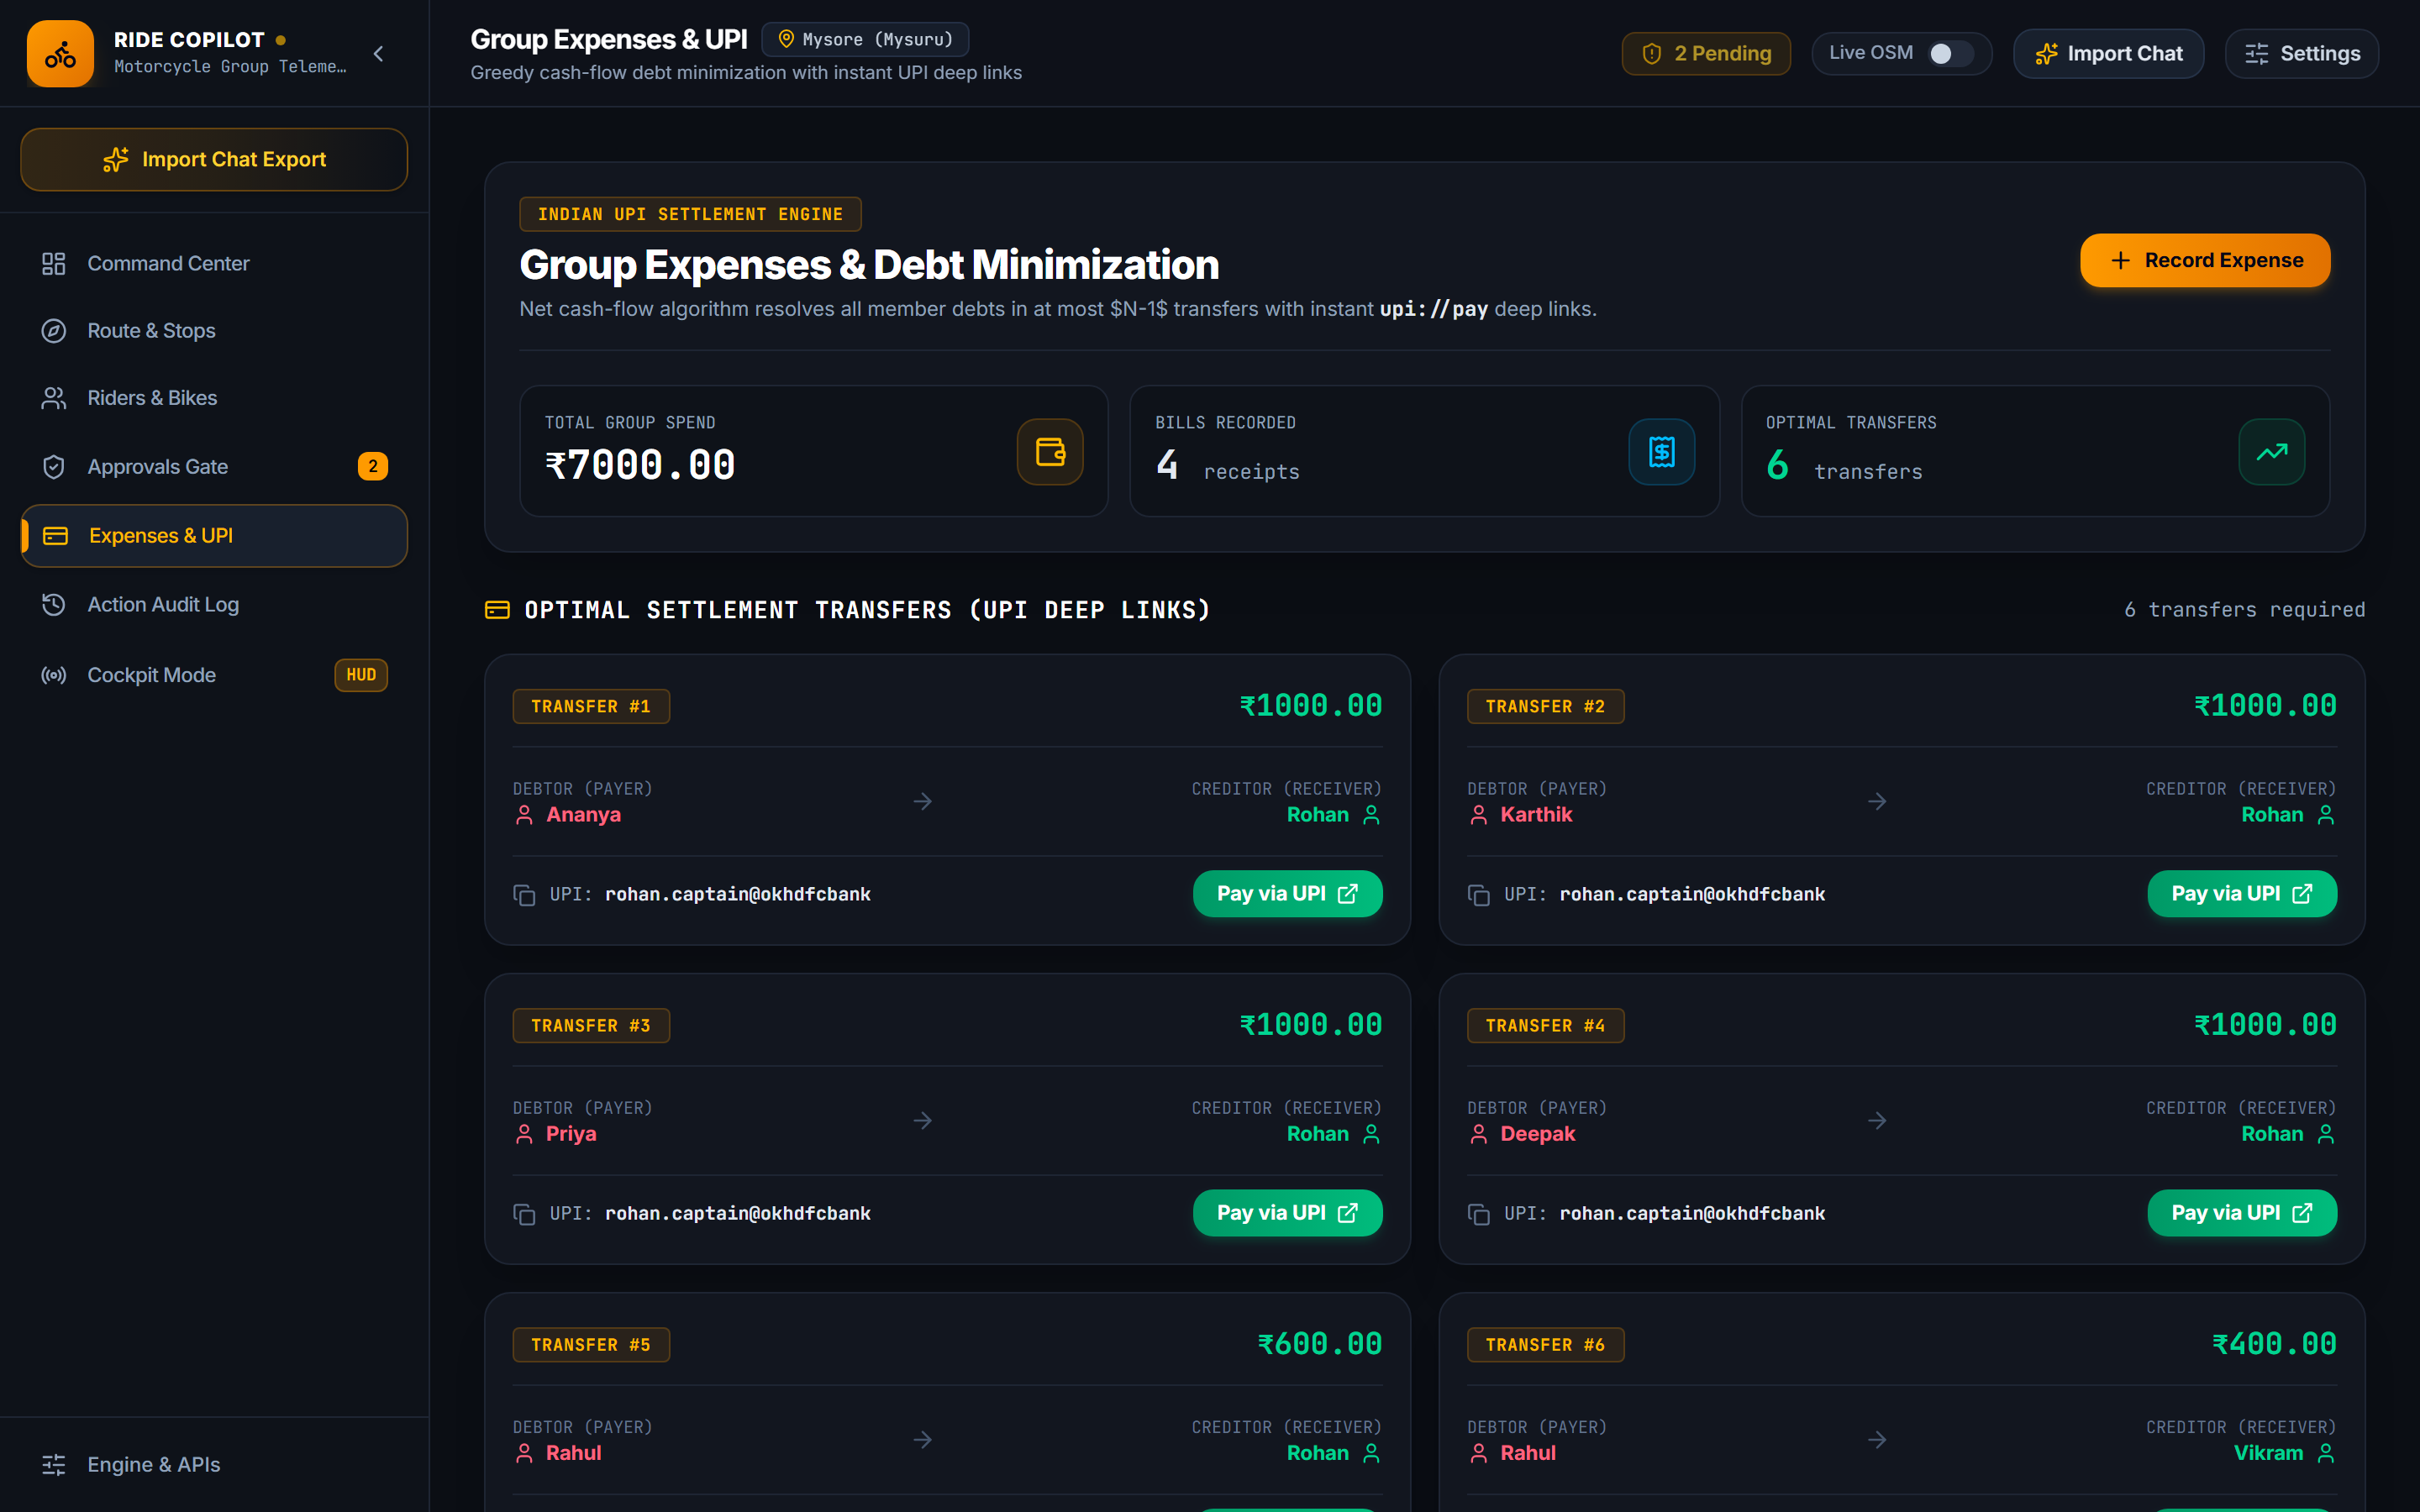 RIDE COPILOT
Motorcycle Group Teleme…
Import Chat Export
Command Center
Route & Stops
Riders & Bikes
Approvals Gate 2
Expenses & UPI
Action Audit Log
Cockpit Mode HUD
Engine & APIs
Group Expenses & UPI Mysore (Mysuru)
Greedy cash-flow debt minimization with instant UPI deep links
2 Pending Live OSM Import Chat Settings
INDIAN UPI SETTLEMENT ENGINE
Group Expenses & Debt Minimization
Net cash-flow algorithm resolves all member debts in at most $N-1$ transfers with instant upi://pay deep links.
Record Expense
TOTAL GROUP SPEND
₹7000.00
BILLS RECORDED
4 receipts
OPTIMAL TRANSFERS
6 transfers
OPTIMAL SETTLEMENT TRANSFERS (UPI DEEP LINKS) 6 transfers required
TRANSFER #1 ₹1000.00
DEBTOR (PAYER) CREDITOR (RECEIVER)
Ananya Rohan
UPI: rohan.captain@okhdfcbank Pay via UPI
TRANSFER #2 ₹1000.00
DEBTOR (PAYER) CREDITOR (RECEIVER)
Karthik Rohan
UPI: rohan.captain@okhdfcbank Pay via UPI
TRANSFER #3 ₹1000.00
DEBTOR (PAYER) CREDITOR (RECEIVER)
Priya Rohan
UPI: rohan.captain@okhdfcbank Pay via UPI
TRANSFER #4 ₹1000.00
DEBTOR (PAYER) CREDITOR (RECEIVER)
Deepak Rohan
UPI: rohan.captain@okhdfcbank Pay via UPI
TRANSFER #5 ₹600.00
DEBTOR (PAYER) CREDITOR (RECEIVER)
Rahul Rohan
TRANSFER #6 ₹400.00
DEBTOR (PAYER) CREDITOR (RECEIVER)
Rahul Vikram